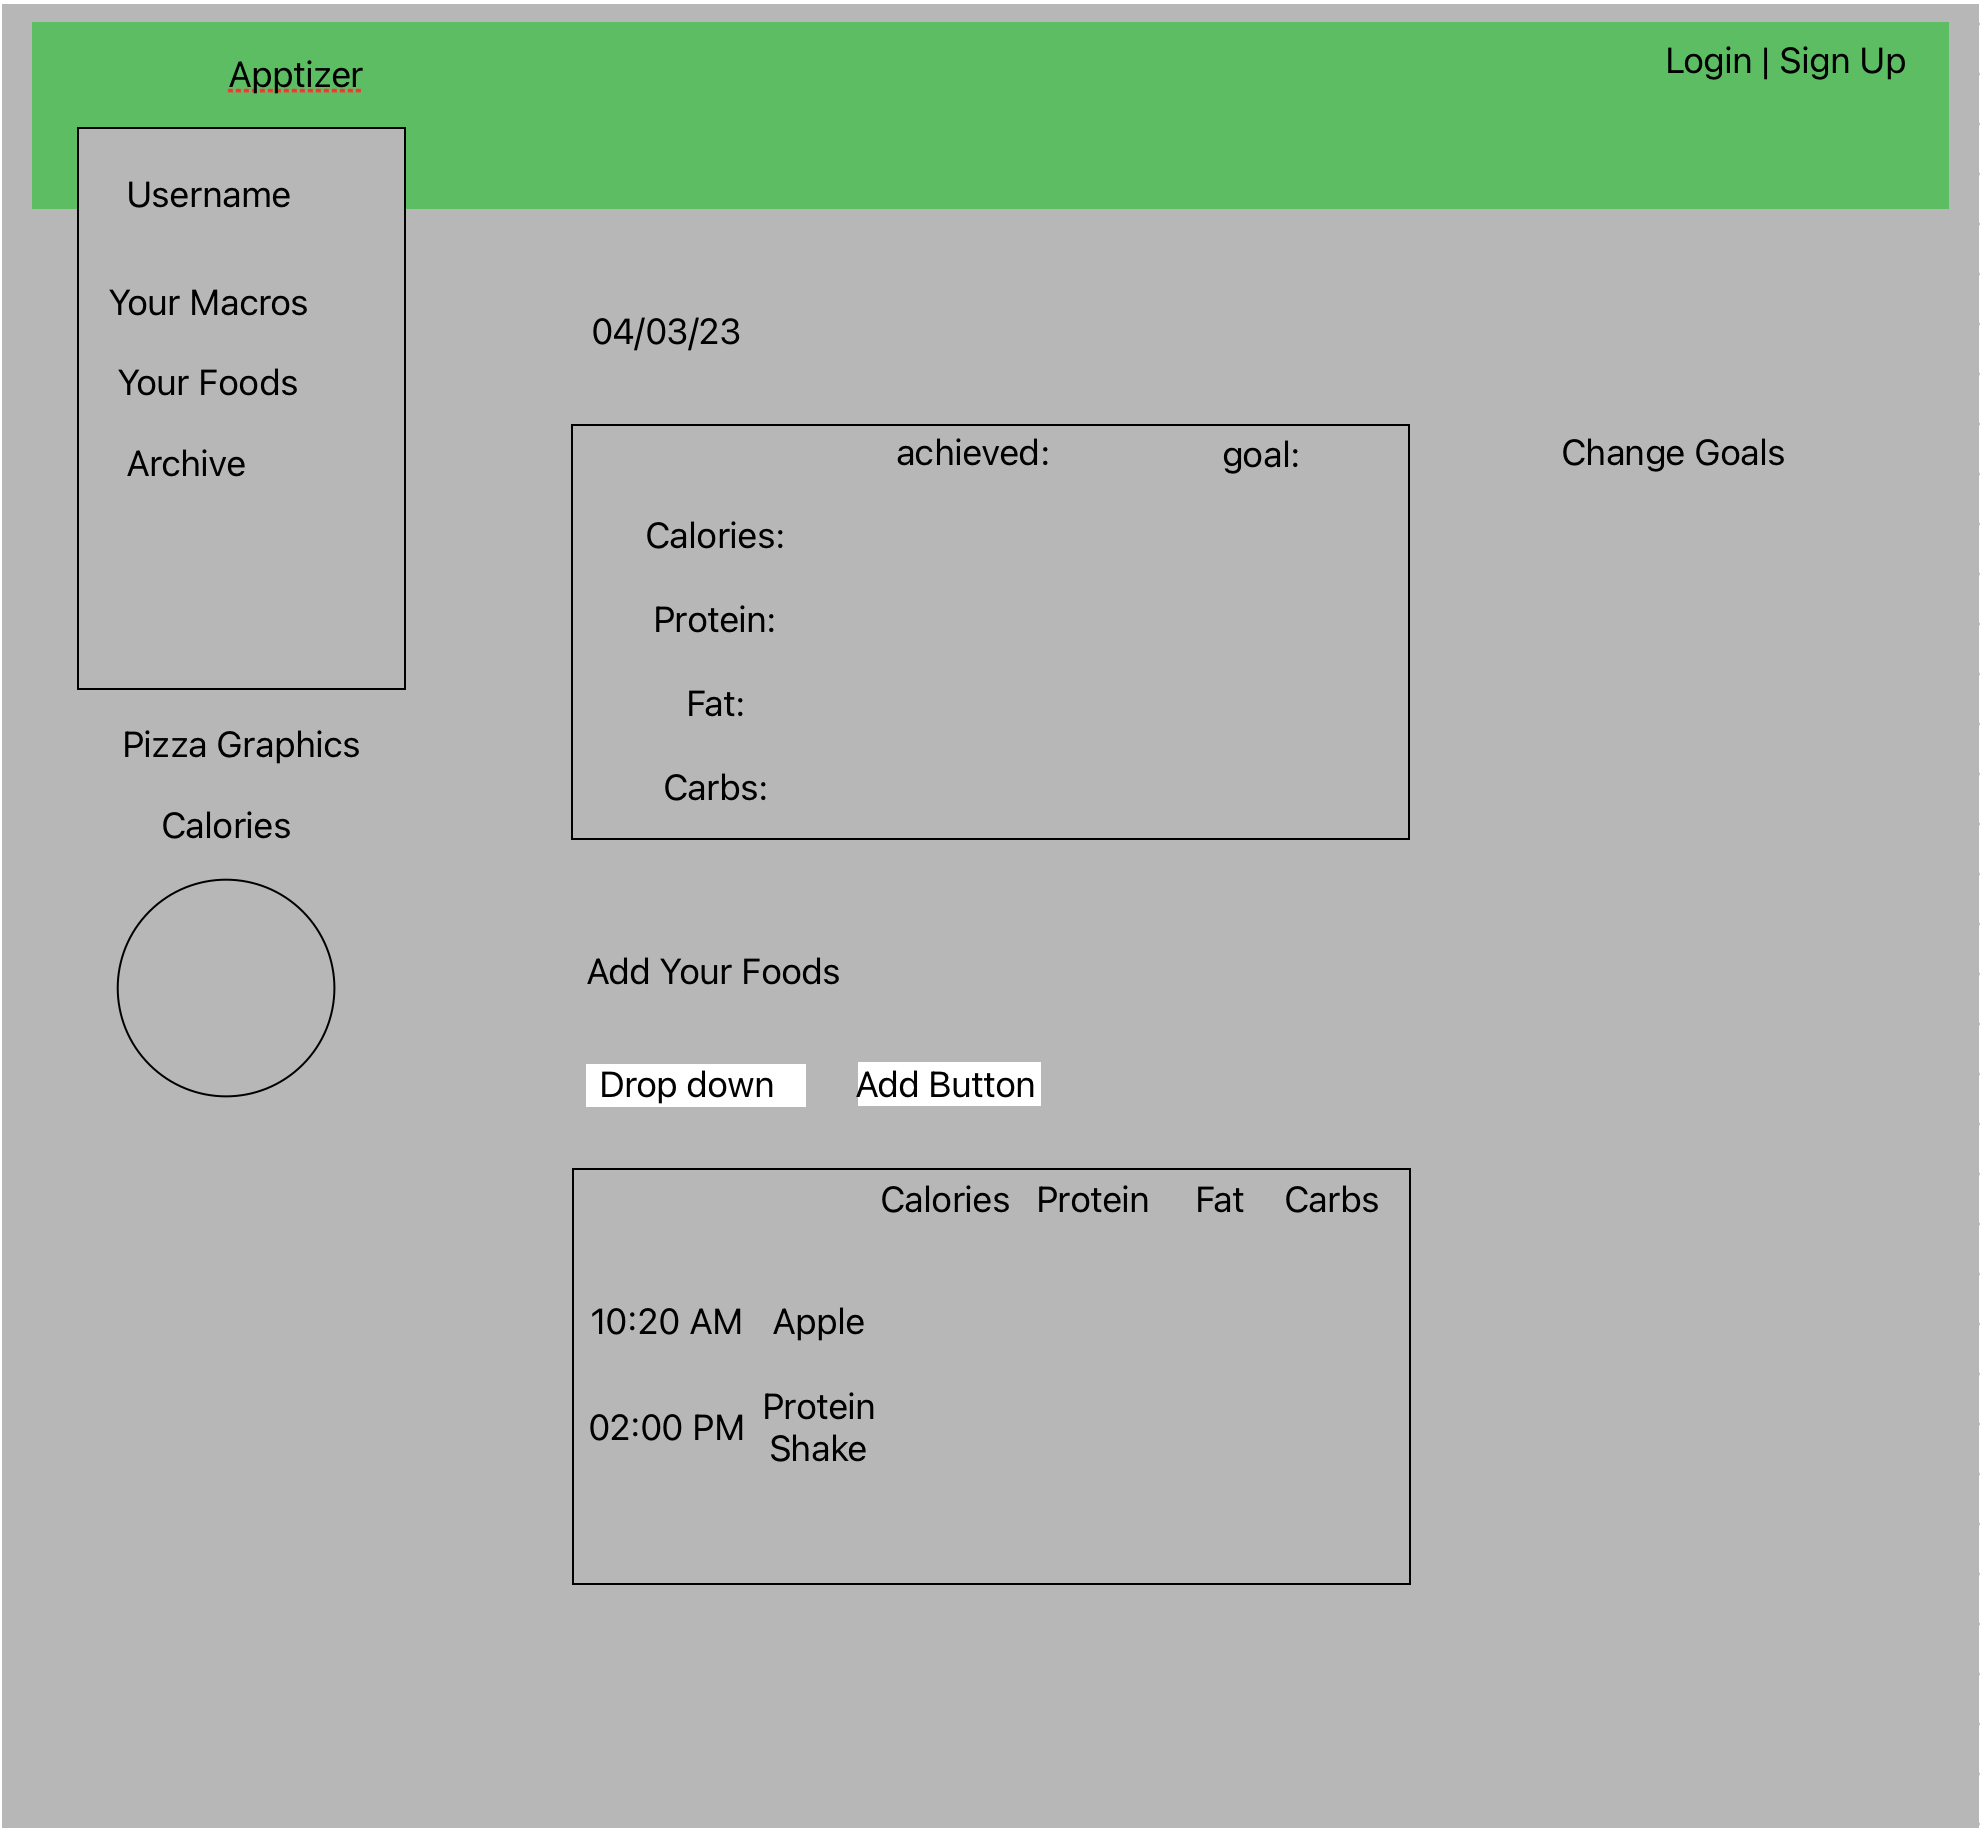 Apptizer
Login | Sign Up
Username
Your Macros
Your Foods
Archive
Pizza Graphics
Calories
04/03/23
achieved: goal:
Change Goals
Calories:
Protein:
Fat:
Carbs:
Add Your Foods
Drop down
Add Button
Calories Protein Fat Carbs
10:20 AM Apple
02:00 PM Protein
Shake